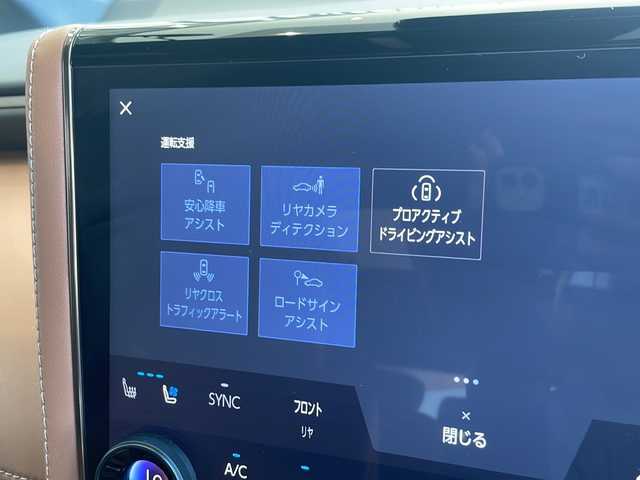 ×
運転支援
安心降車
アシスト
リヤカメラ
ディテクション
プロアクティブ
ドライビングアシスト
リヤクロス
トラフィックアラート
ロードサイン
アシスト
SYNC
フロント
リヤ
×
閉じる
A/C
Lo